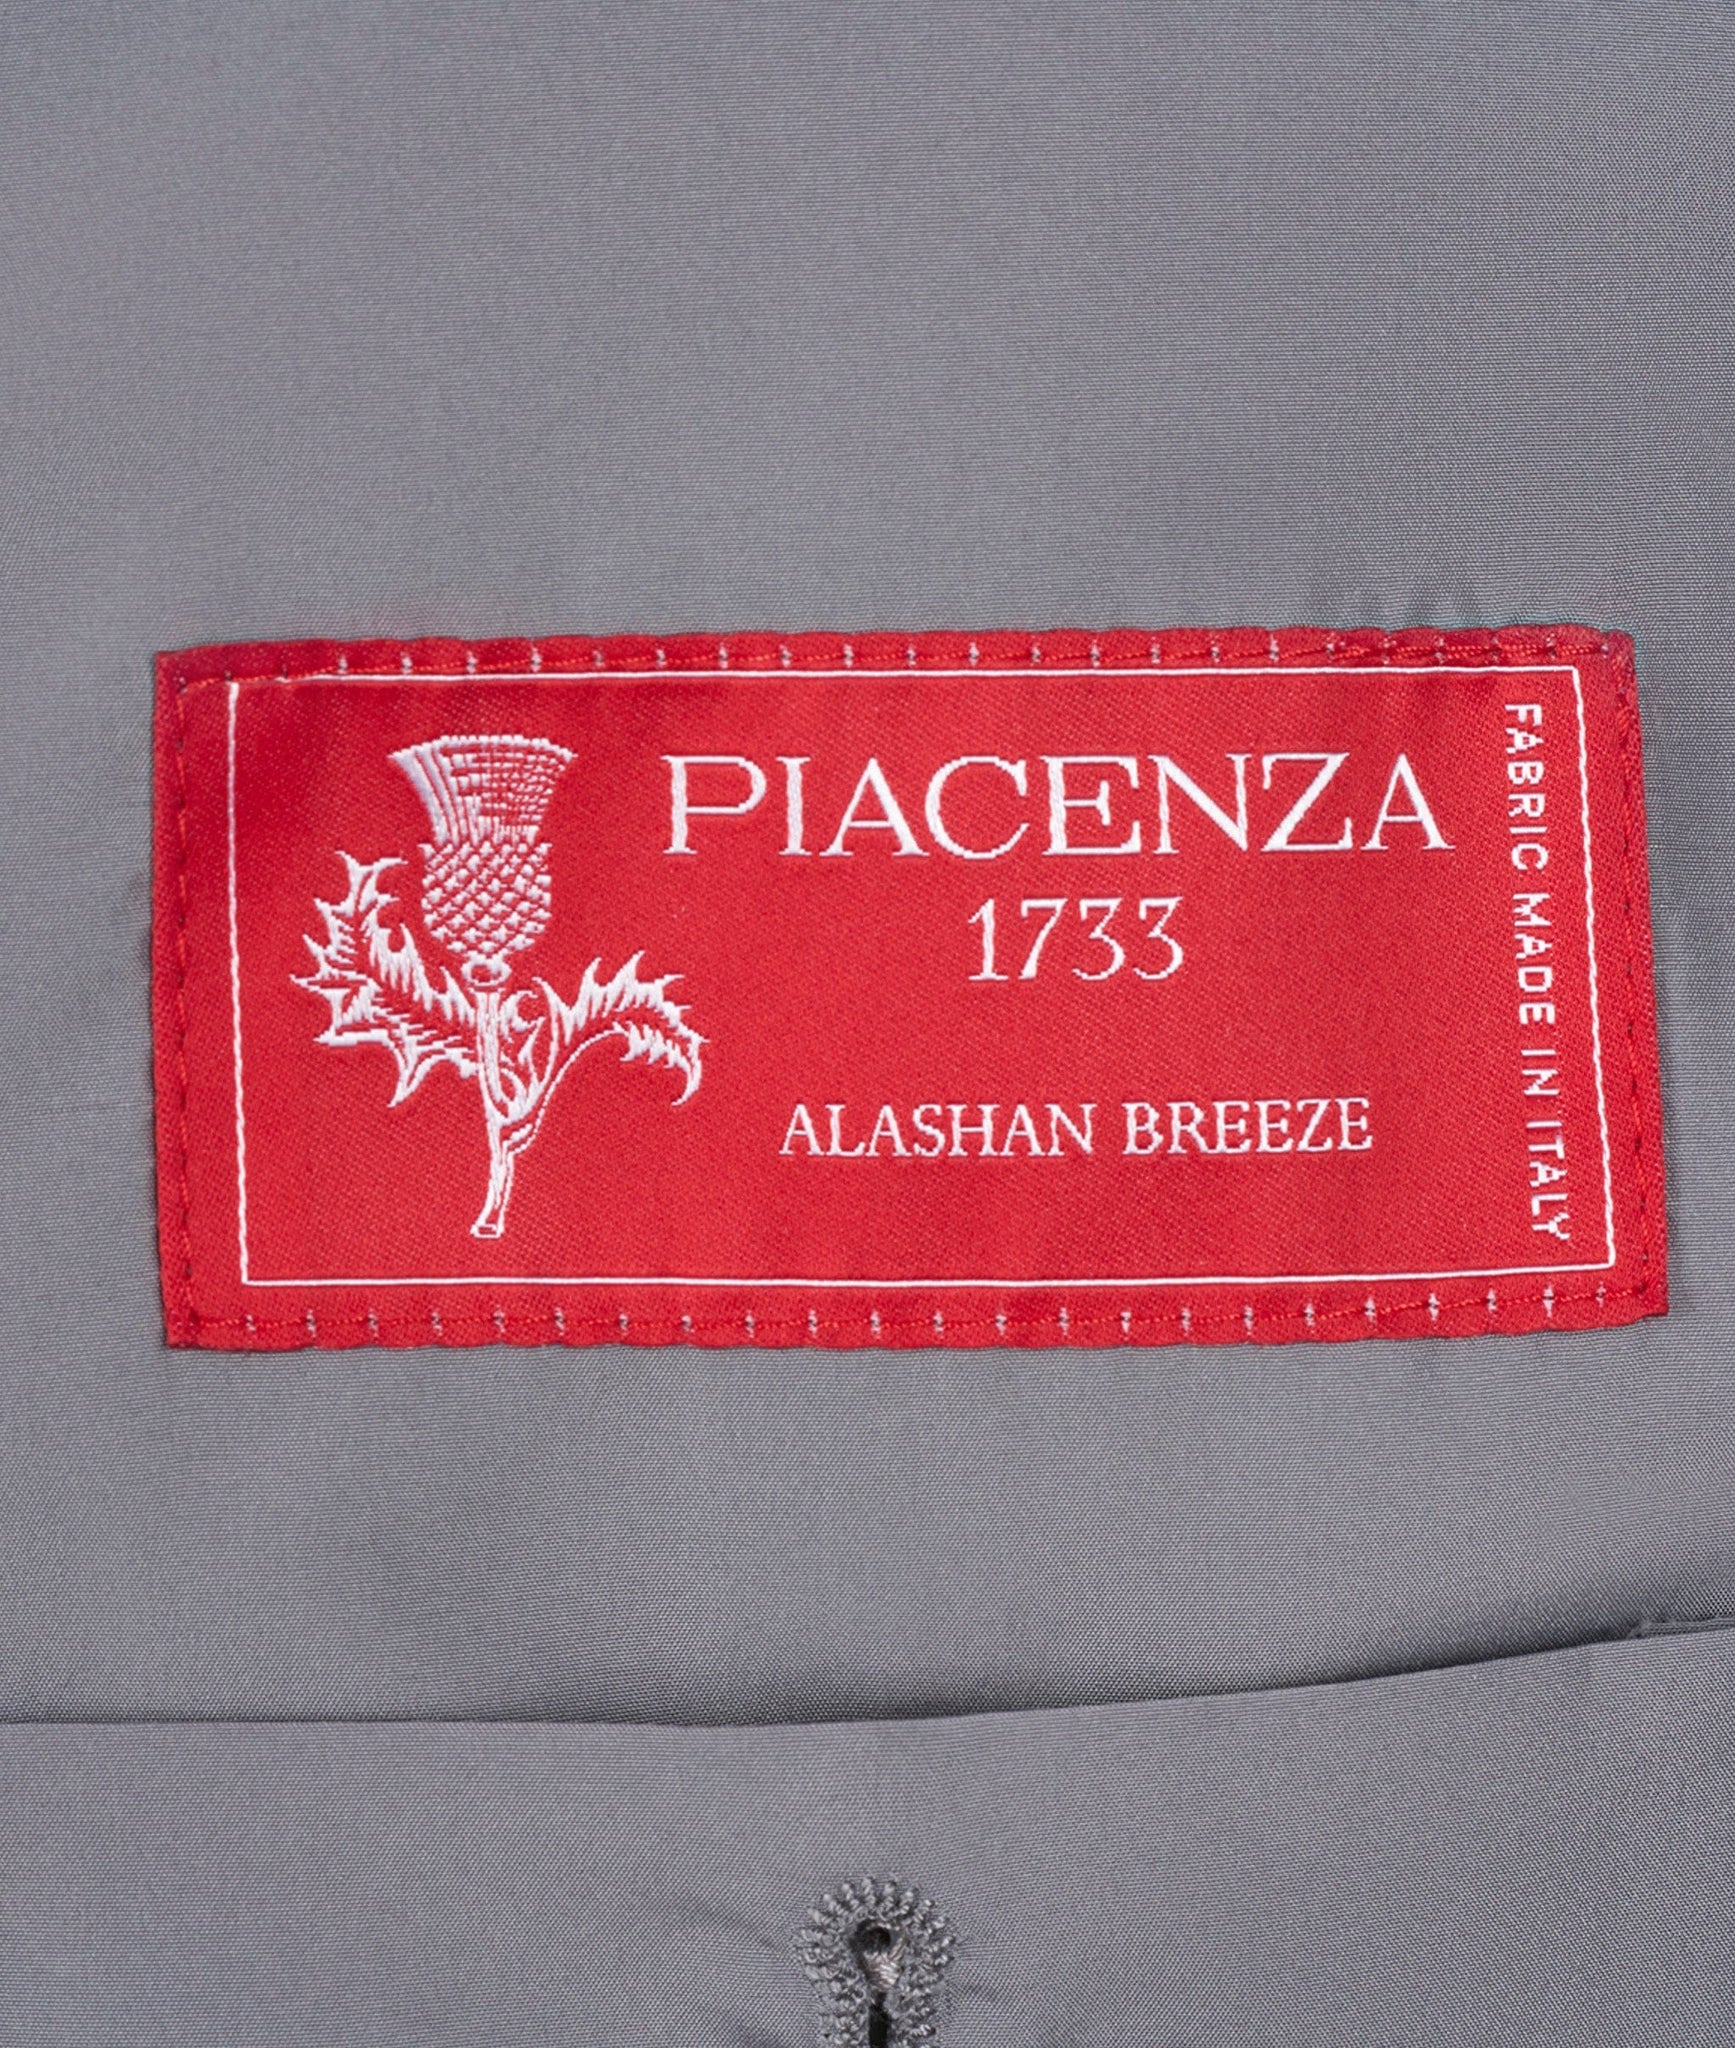 PIACENZA
1733
ALASHAN BREEZE
FABRIC MADE IN ITALY